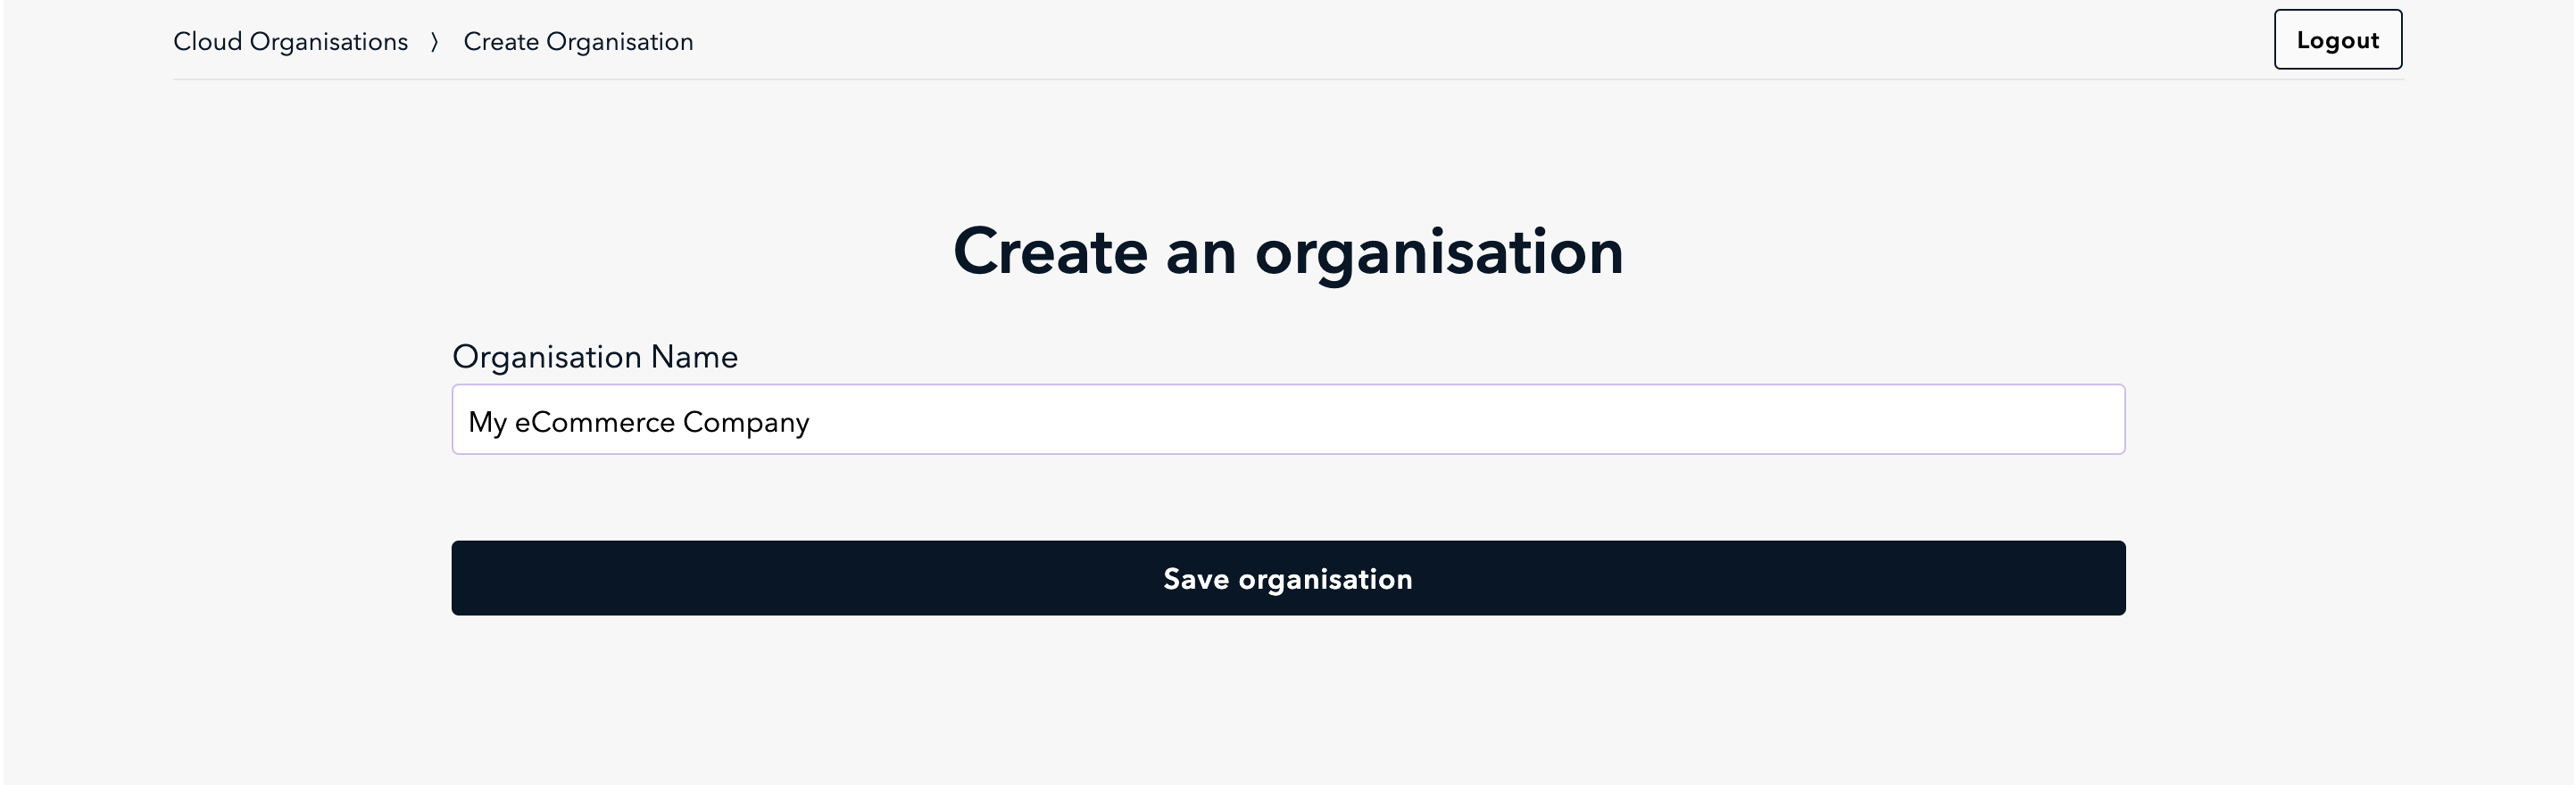 Cloud Organisations 〉 Create Organisation
Logout
Create an organisation
Organisation Name
My eCommerce Company
Save organisation